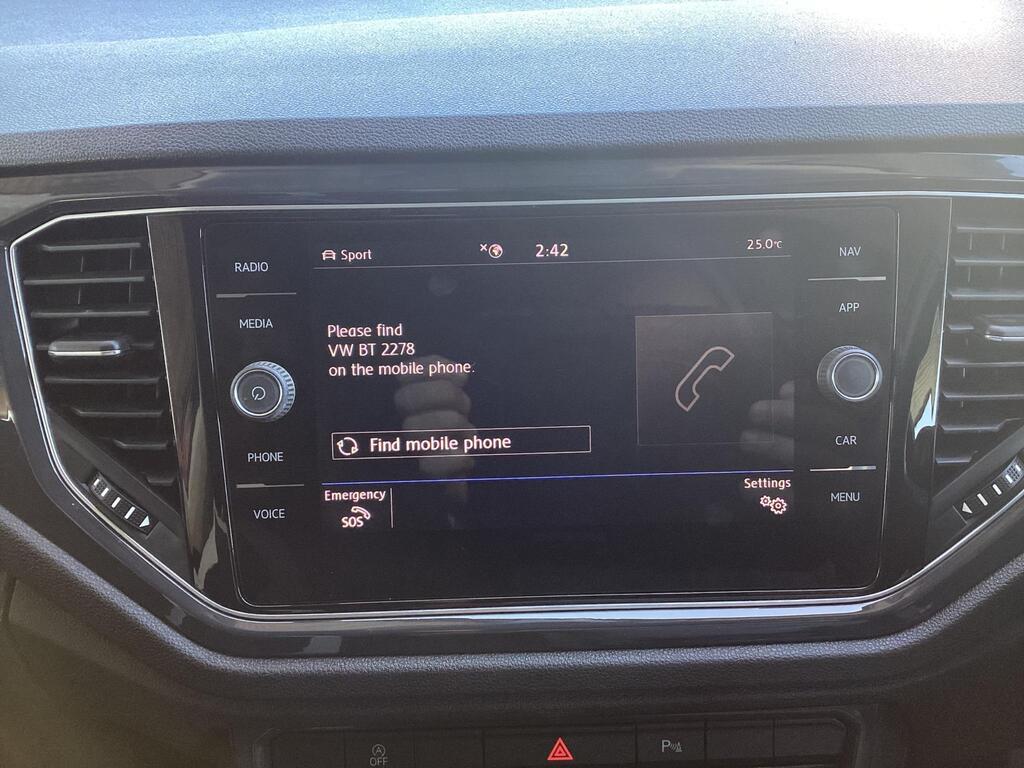 RADIO
MEDIA
PHONE
VOICE
Sport
2:42
25.0°C
Please find
VW BT 2278
on the mobile phone.
Find mobile phone
Emergency
SOS
Settings
NAV
APP
CAR
MENU
A
OFF
P